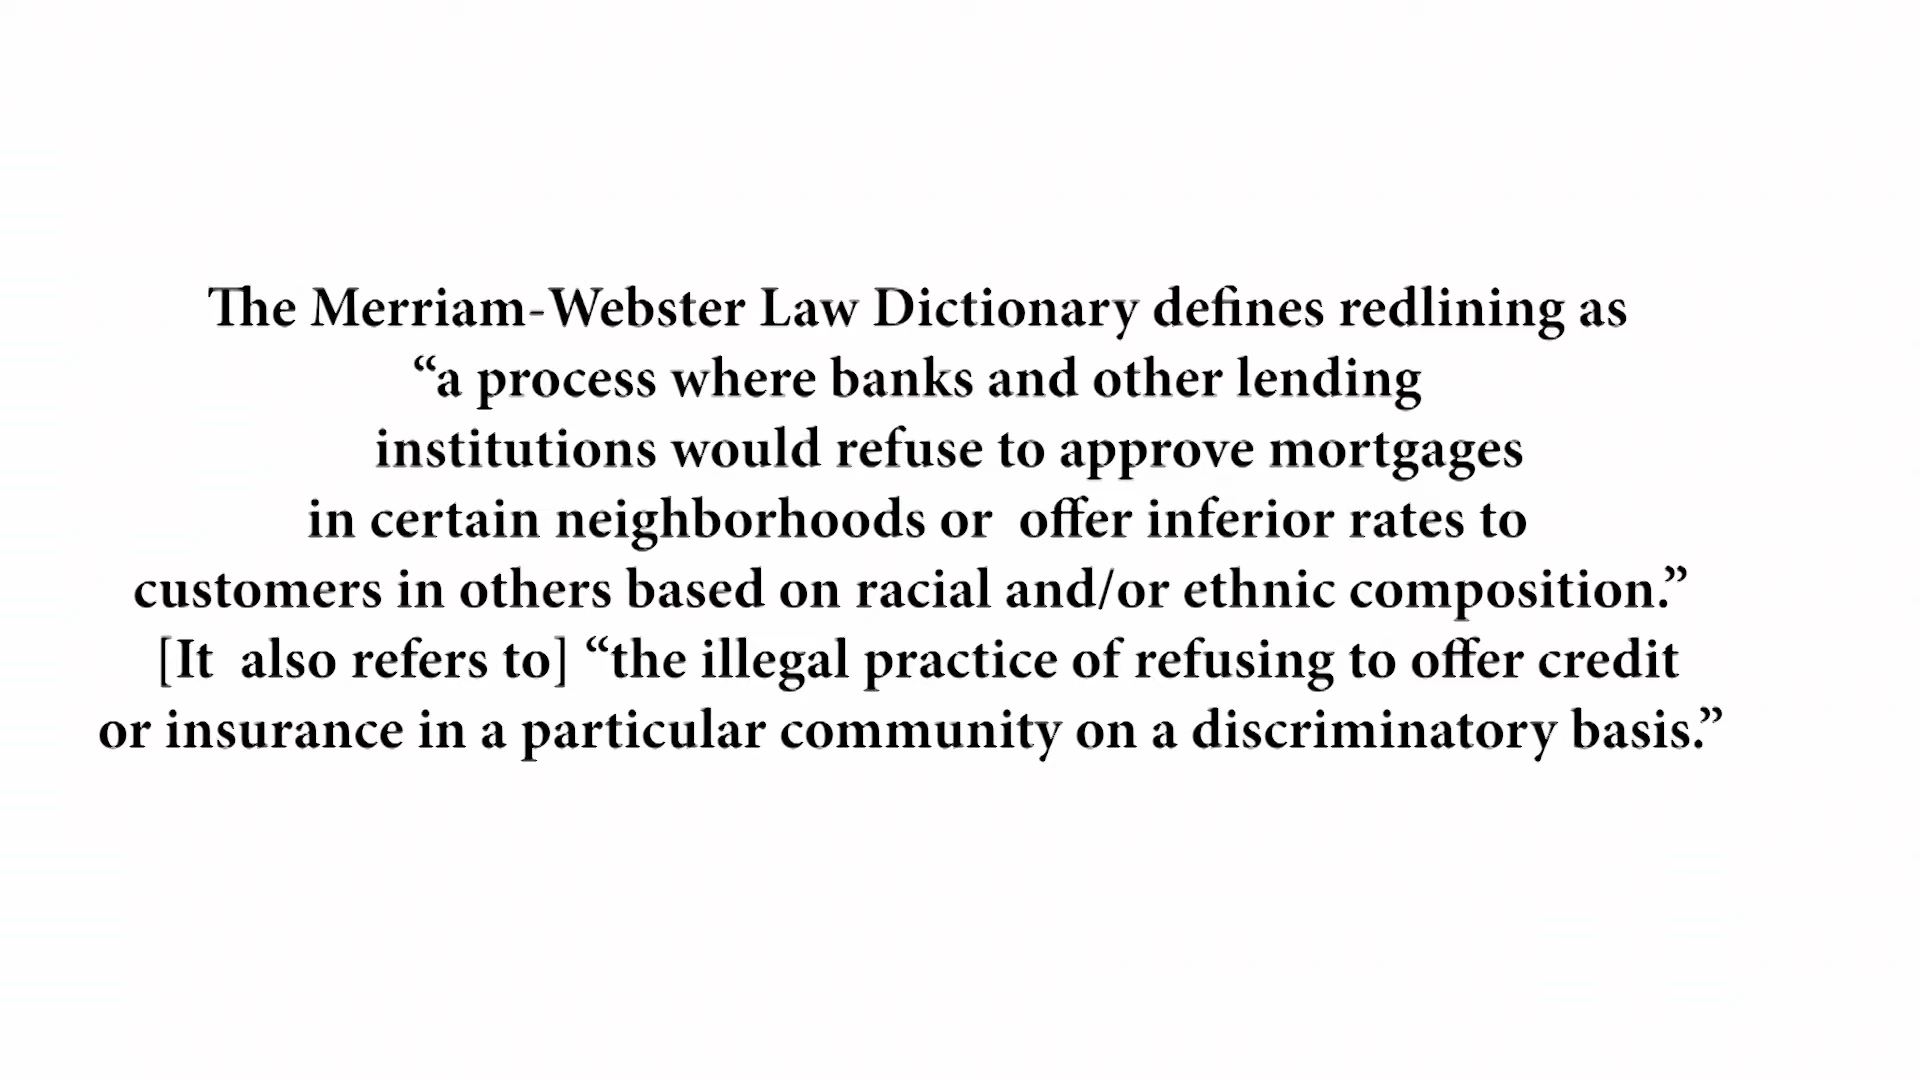 The Merriam-Webster Law Dictionary defines redlining as
“a process where banks and other lending
institutions would refuse to approve mortgages
in certain neighborhoods or  offer inferior rates to
customers in others based on racial and/or ethnic composition.”
[It  also refers to] “the illegal practice of refusing to offer credit
or insurance in a particular community on a discriminatory basis.”